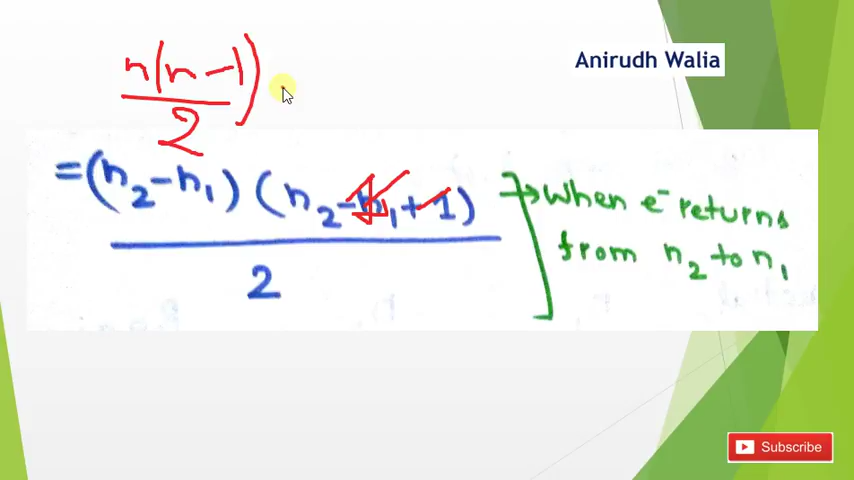 Anirudh Walia
n(n-1)
2
=(n₂-n₁)(n₂-n₁+1)
2
when e⁻ returns
from n₂ to n₁
Subscribe